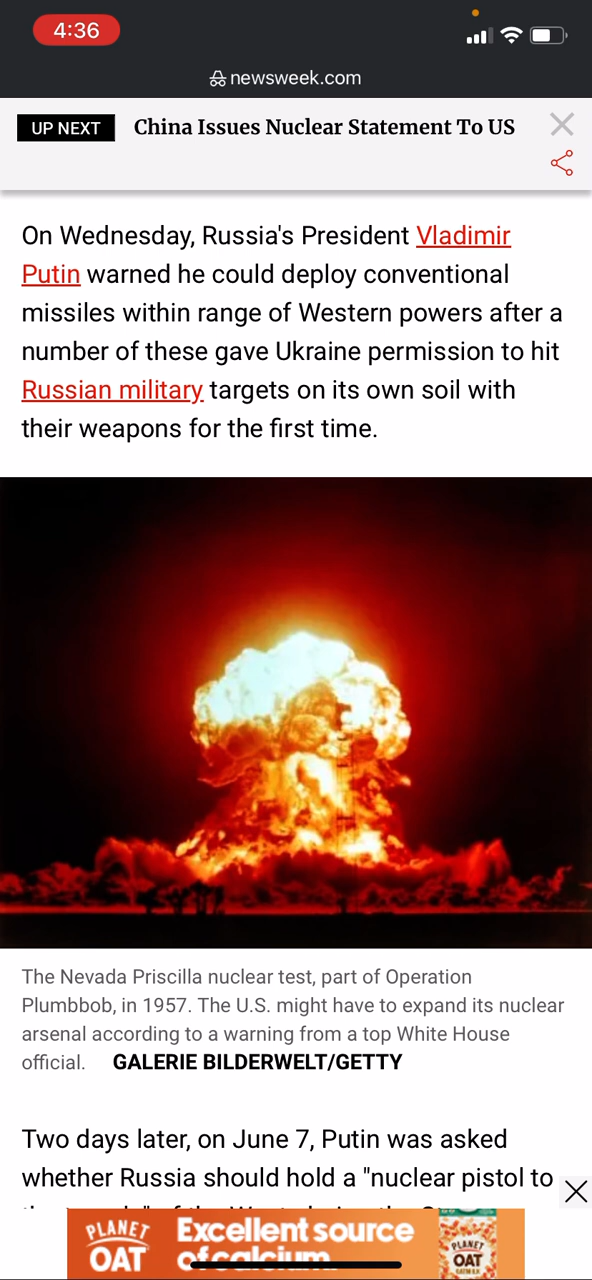 4:36
newsweek.com
UP NEXT
China Issues Nuclear Statement To US
On Wednesday, Russia's President Vladimir
Putin warned he could deploy conventional
missiles within range of Western powers after a
number of these gave Ukraine permission to hit
Russian military targets on its own soil with
their weapons for the first time.
The Nevada Priscilla nuclear test, part of Operation
Plumbbob, in 1957. The U.S. might have to expand its nuclear
arsenal according to a warning from a top White House
official. GALERIE BILDERWELT/GETTY
Two days later, on June 7, Putin was asked
whether Russia should hold a "nuclear pistol to
PLANET
OAT
Excellent source
of calcium
PLANET
OAT